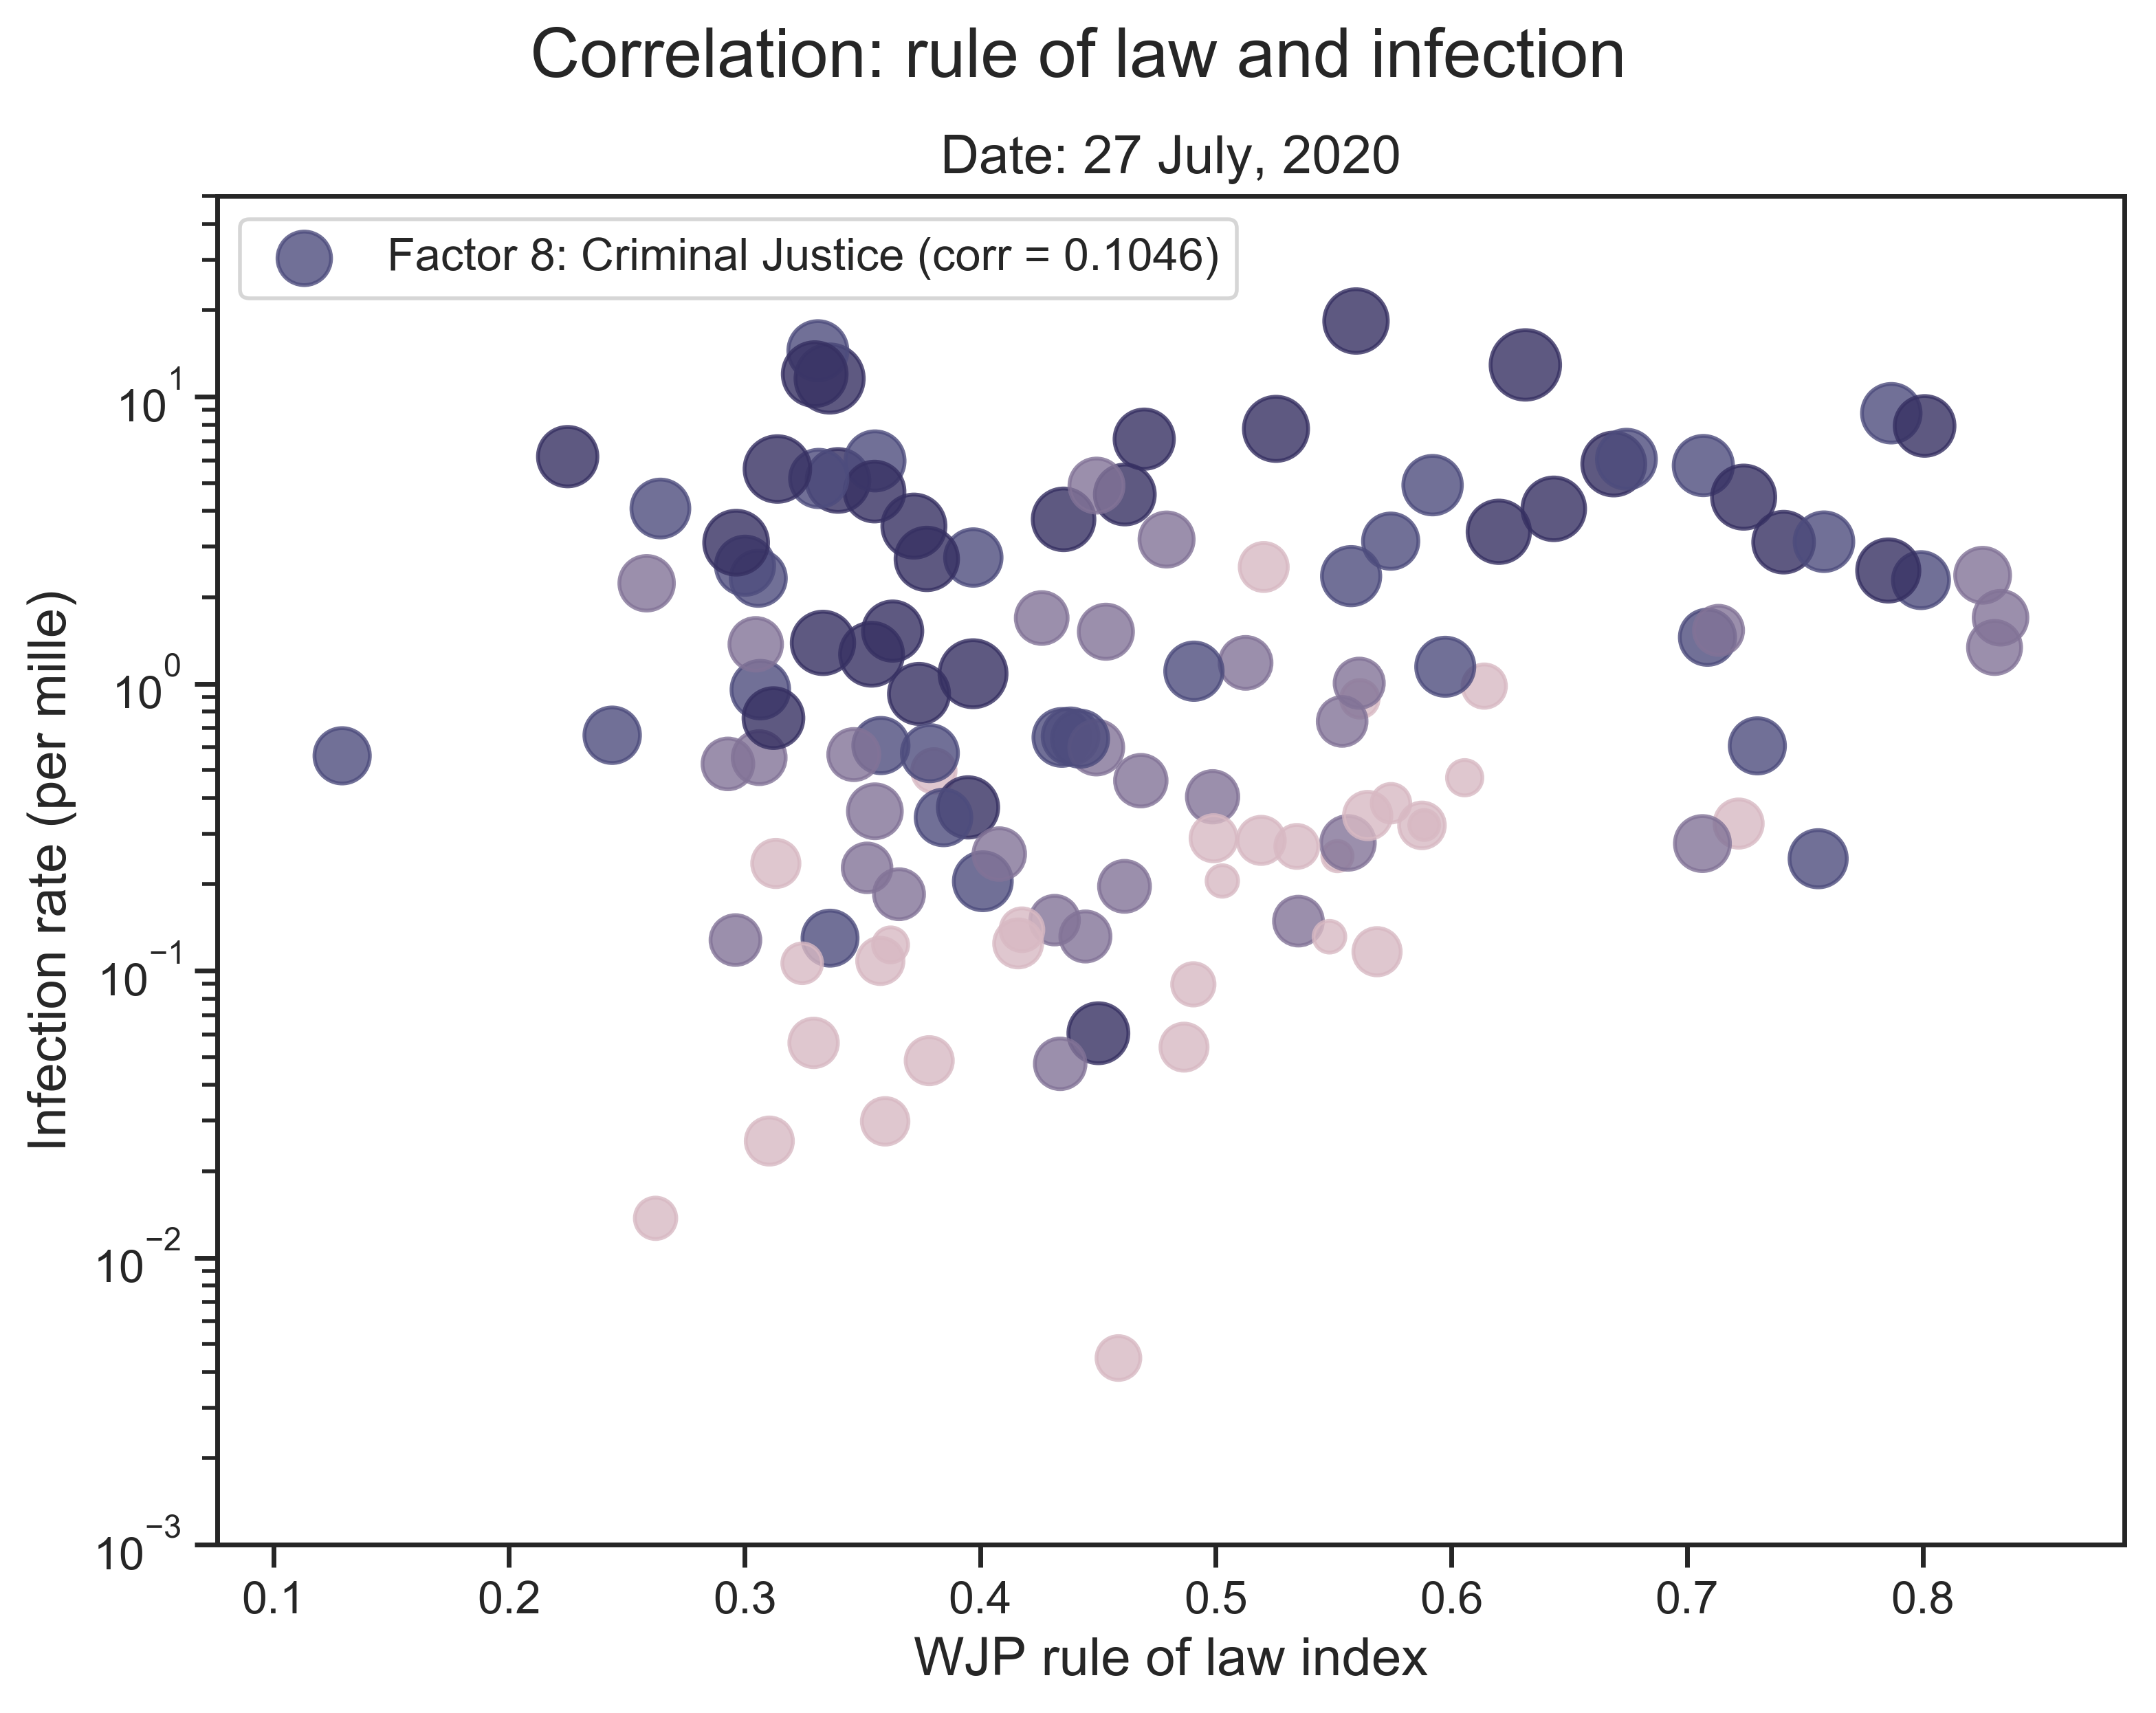 Correlation: rule of law and infection
Date: 27 July, 2020
Factor 8: Criminal Justice (corr = 0.1046)
Infection rate (per mille)
10^1
10^0
10^−1
10^−2
10^−3
0.1 0.2 0.3 0.4 0.5 0.6 0.7 0.8
WJP rule of law index